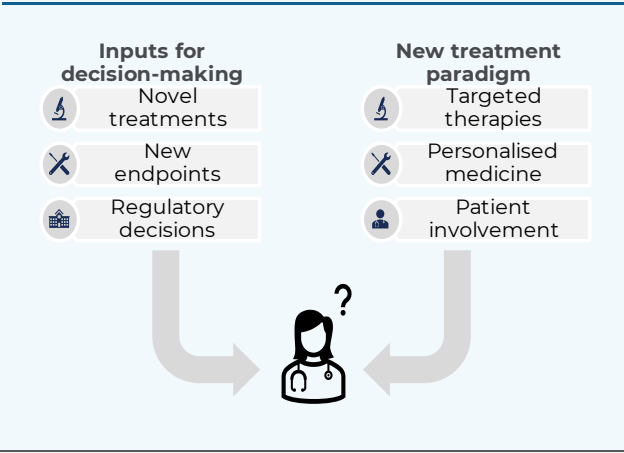 Inputs for
decision-making
Novel
treatments
New
endpoints
Regulatory
decisions
New treatment
paradigm
Targeted
therapies
Personalised
medicine
Patient
involvement
?